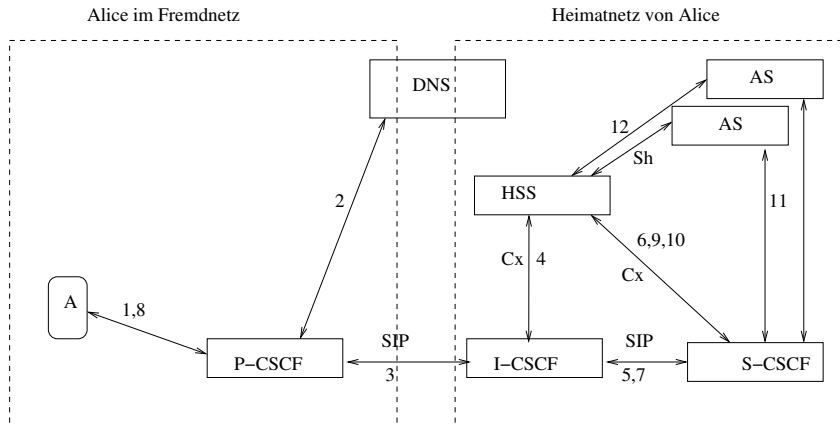 Alice im Fremdnetz
Heimatnetz von Alice
DNS
AS
AS
12
Sh
HSS
2
11
6,9,10
Cx
4
Cx
A
1,8
SIP
SIP
P−CSCF
3
I−CSCF
5,7
S−CSCF